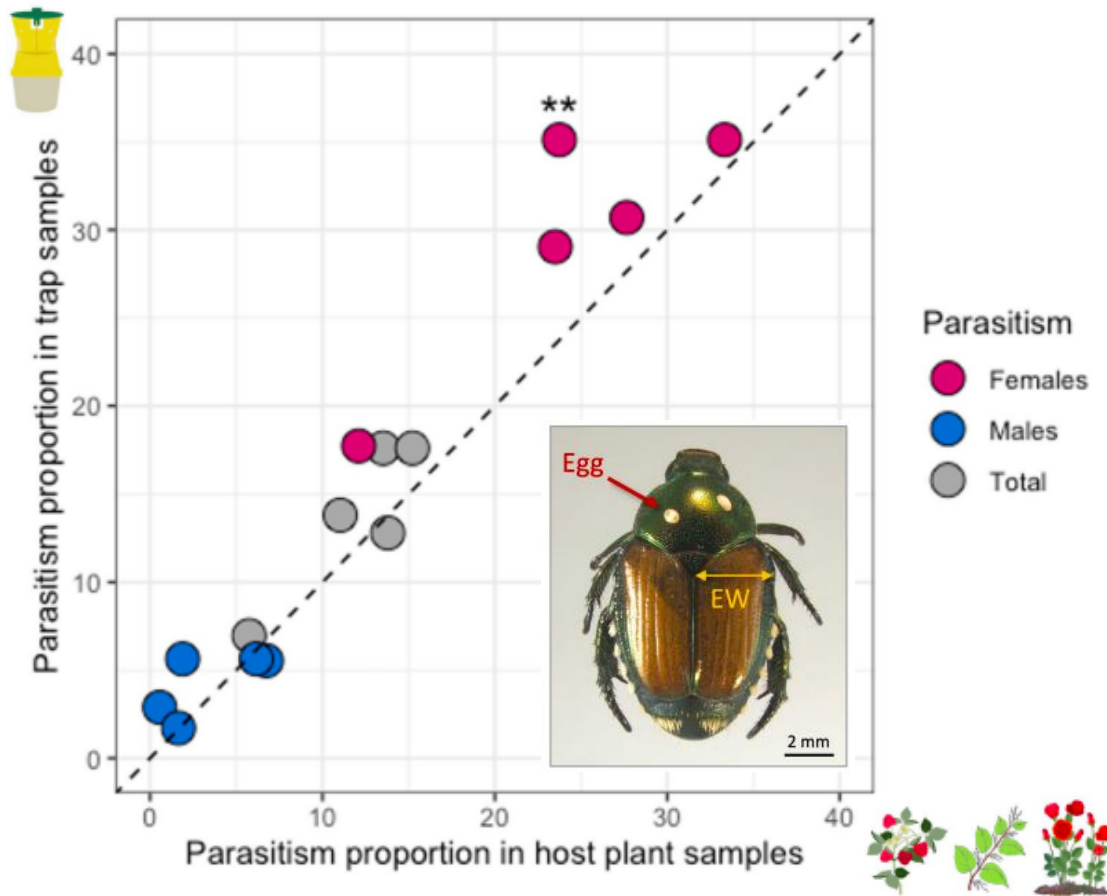 Parasitism proportion in trap samples
40
30
20
10
0
**
Egg
EW
2 mm
Parasitism
Females
Males
Total
0 10 20 30 40
Parasitism proportion in host plant samples